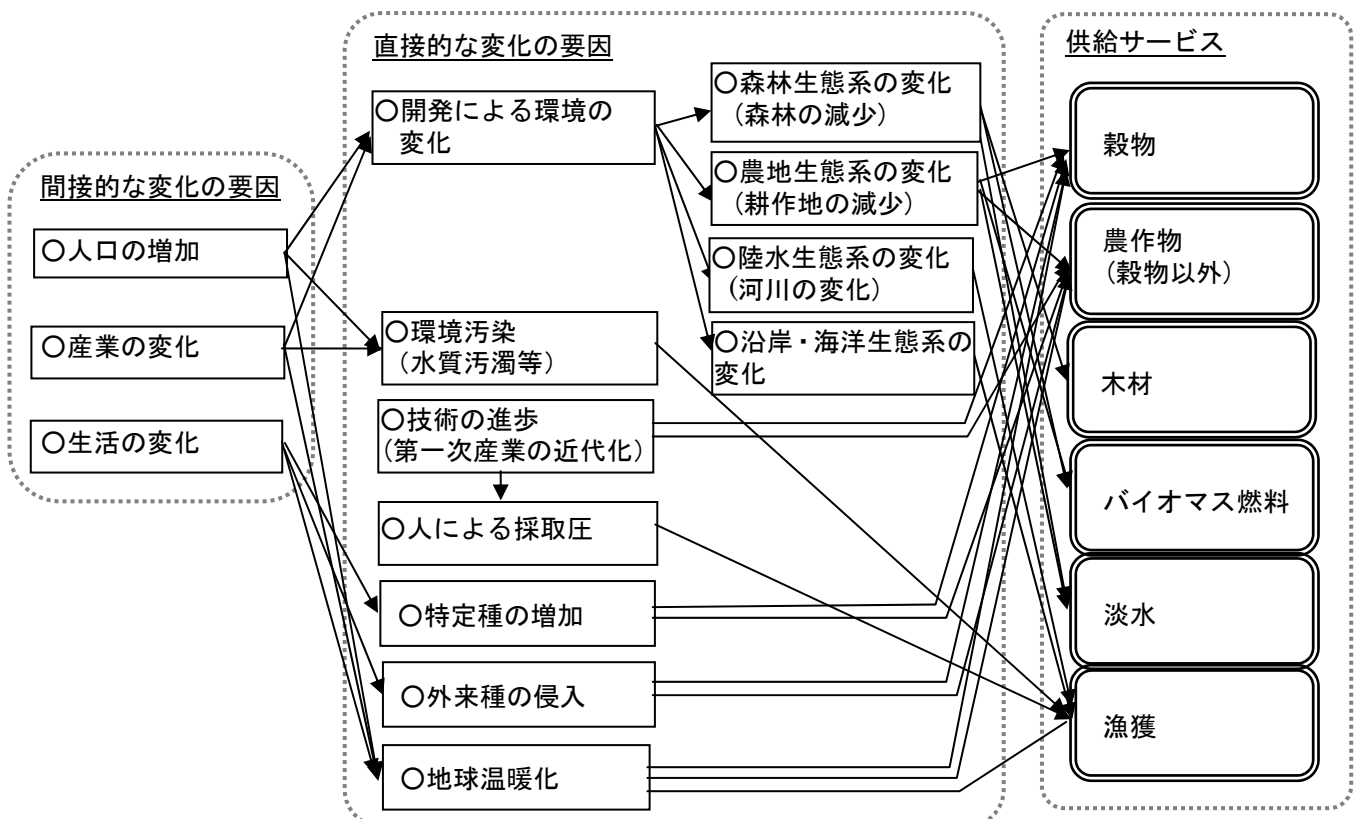 間接的な変化の要因
○人口の増加
○産業の変化
○生活の変化
直接的な変化の要因
○開発による環境の
変化
○環境汚染
(水質汚濁等)
○技術の進歩
(第一次産業の近代化)
○人による採取圧
○特定種の増加
○外来種の侵入
○地球温暖化
○森林生態系の変化
(森林の減少)
○農地生態系の変化
(耕作地の減少)
○陸水生態系の変化
(河川の変化)
○沿岸・海洋生態系の
変化
供給サービス
穀物
農作物
(穀物以外)
木材
バイオマス燃料
淡水
漁獲